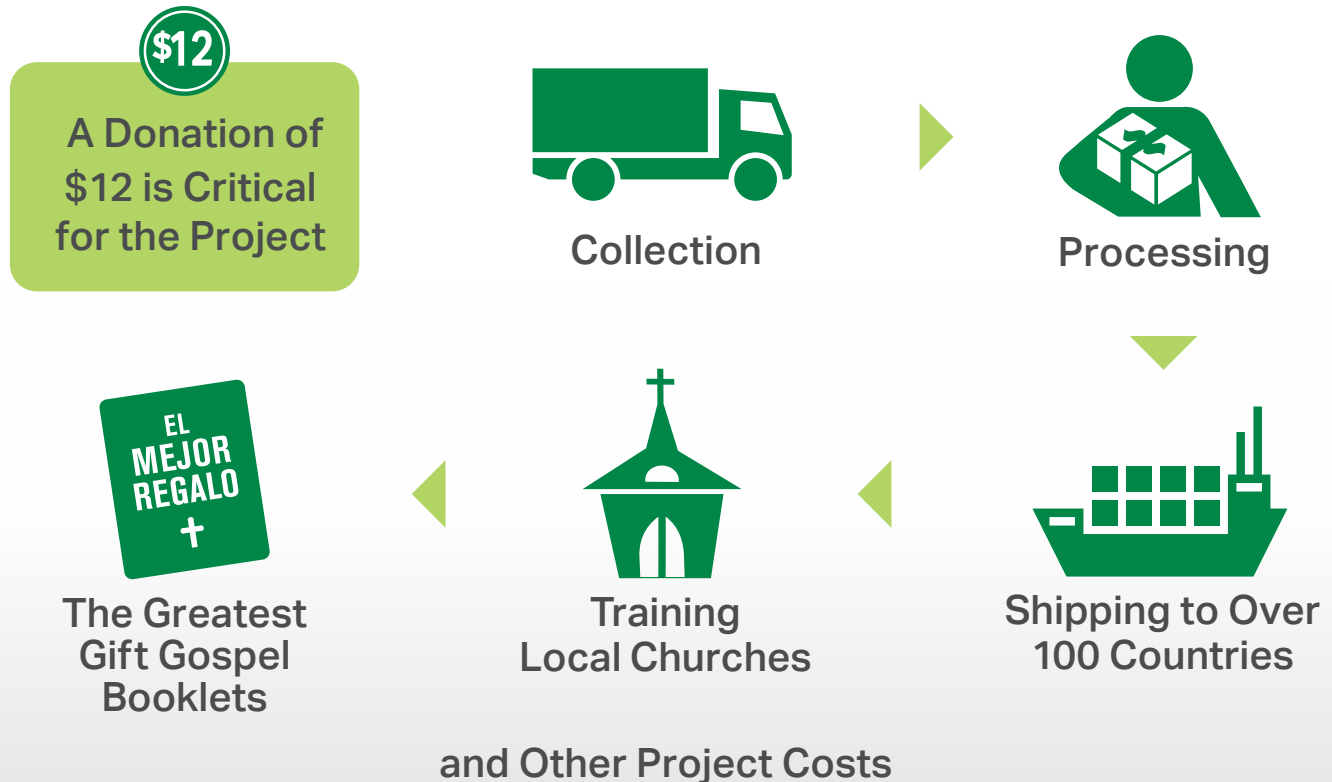 $12
A Donation of
$12 is Critical
for the Project
Collection
Processing
Shipping to Over
100 Countries
Training
Local Churches
EL
MEJOR
REGALO
The Greatest
Gift Gospel
Booklets
and Other Project Costs